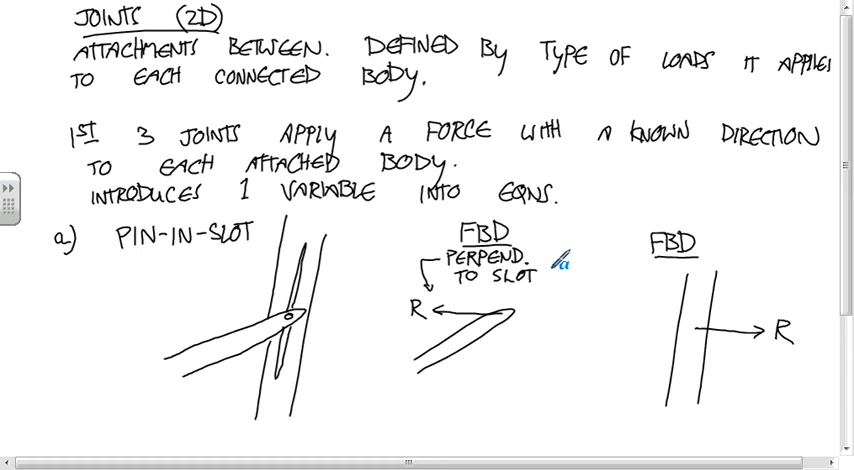 JOINTS (2D)
ATTACHMENTS BETWEEN. DEFINED BY TYPE OF LOADS IT APPLIES
TO EACH CONNECTED BODY.
1ST 3 JOINTS APPLY A FORCE WITH A KNOWN DIRECTION
TO EACH ATTACHED BODY.
INTRODUCES 1 VARIABLE INTO EQNS.
a) PIN-IN-SLOT
FBD
PERPEND.
TO SLOT
R
FBD
R